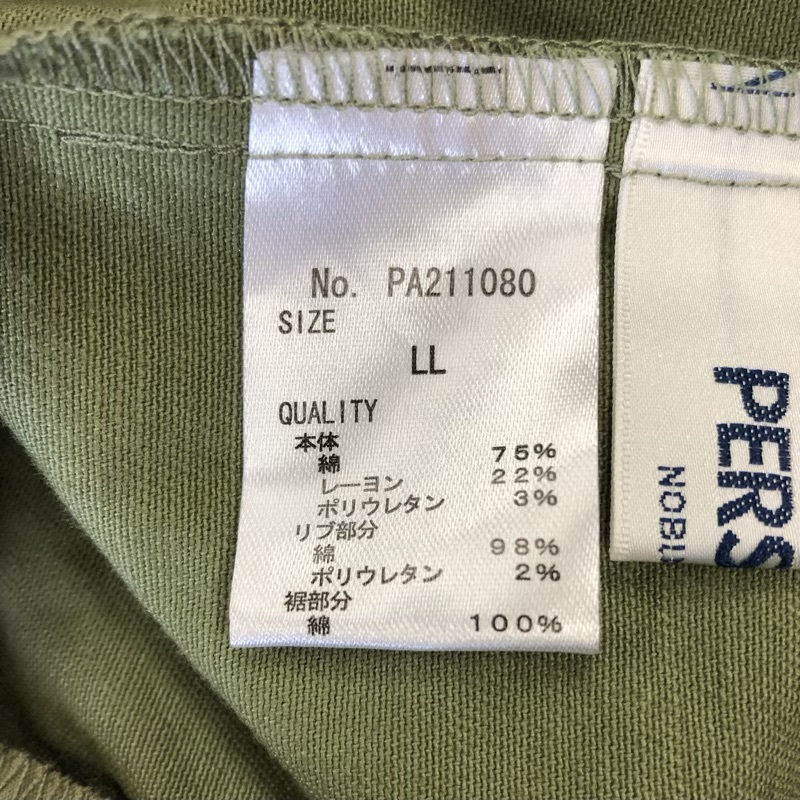 No. PA211080
SIZE
LL
QUALITY
本体
綿 75%
レーヨン 22%
ポリウレタン 3%
リブ部分
綿 98%
ポリウレタン 2%
裾部分
綿 100%
PERS